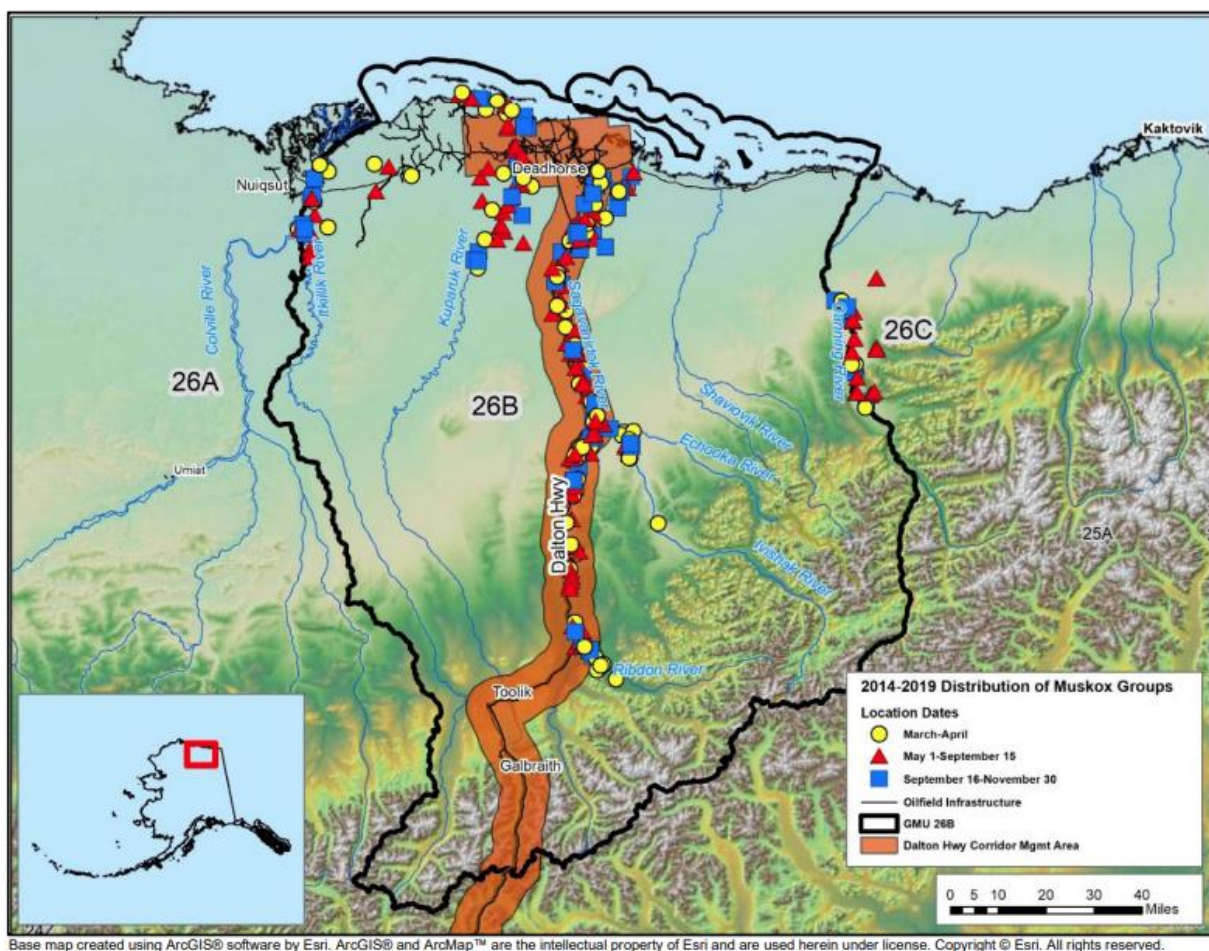 Kaktovik
Nuiqsut
Deadhorse
Colville River
Itkillik River
Kuparuk River
Sagavanirktok River
Canning River
26C
26A
26B
Shaviovik River
Echooka River
Umiat
Dalton Hwy
Ivishak River
25A
Ribdon River
Toolik
Galbraith
2014-2019 Distribution of Muskox Groups
Location Dates
March-April
May 1-September 15
September 16-November 30
Oilfield Infrastructure
GMU 26B
Dalton Hwy Corridor Mgmt Area
0 5 10 20 30 40
Miles
Base map created using ArcGIS® software by Esri. ArcGIS® and ArcMap™ are the intellectual property of Esri and are used herein under license. Copyright © Esri. All rights reserved.